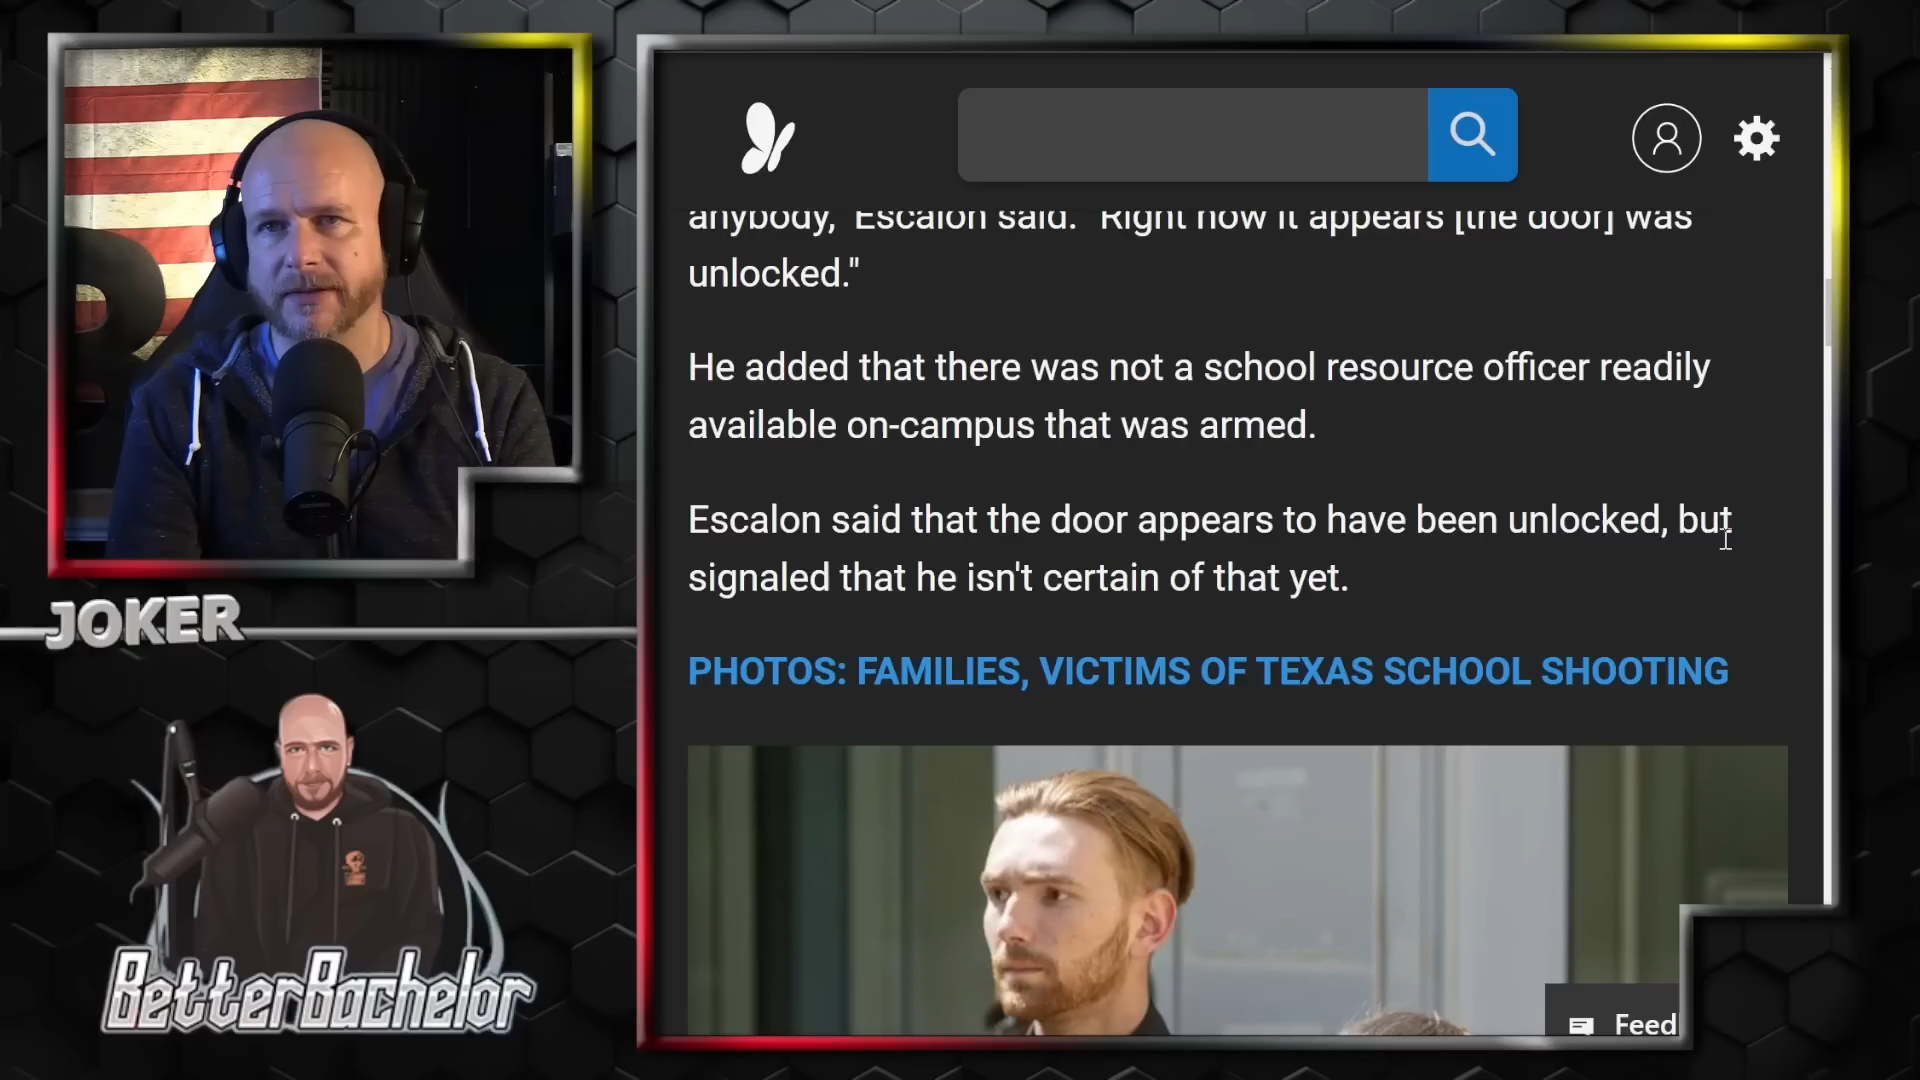 anybody," Escalon said. "Right now it appears [the door] was
unlocked."
He added that there was not a school resource officer readily
available on-campus that was armed.
Escalon said that the door appears to have been unlocked, but
signaled that he isn't certain of that yet.
PHOTOS: FAMILIES, VICTIMS OF TEXAS SCHOOL SHOOTING
Feed
JOKER
BetterBachelor